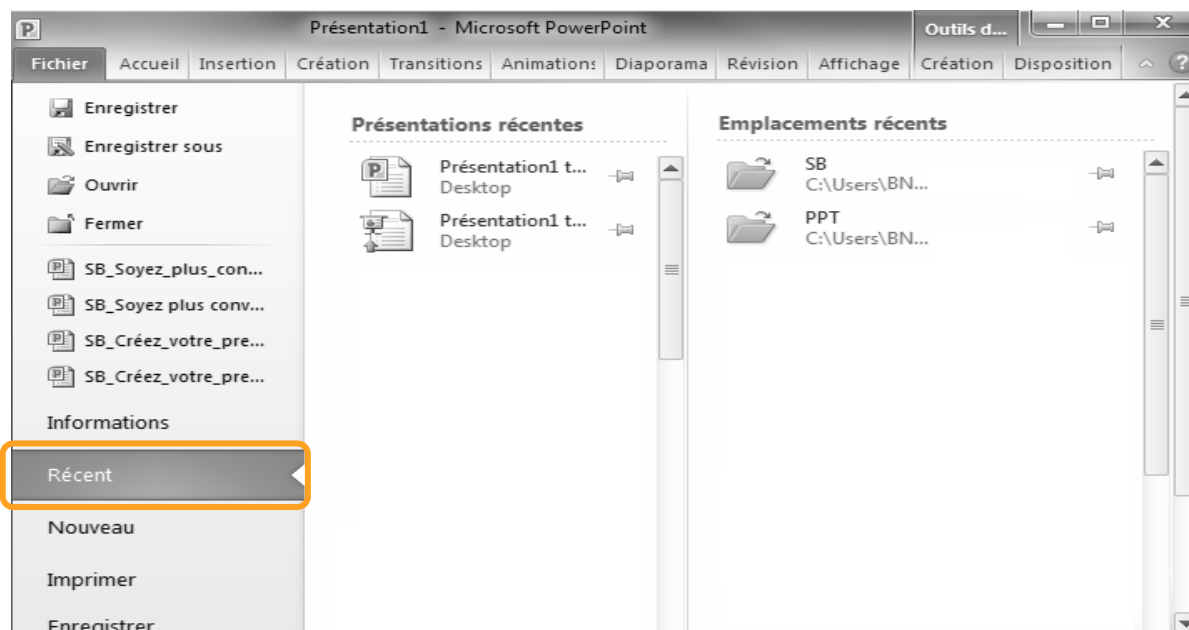 Présentation1 - Microsoft PowerPoint
Outils d...
Fichier Accueil Insertion Création Transitions Animations Diaporama Révision Affichage Création Disposition
Enregistrer
Enregistrer sous
Ouvrir
Fermer
SB_Soyez_plus_con...
SB_Soyez plus conv...
SB_Créez_votre_pre...
SB_Créez_votre_pre...
Informations
Récent
Nouveau
Imprimer
Enregistrer
Présentations récentes
Présentation1 t...
Desktop
Présentation1 t...
Desktop
Emplacements récents
SB
C:\Users\BN...
PPT
C:\Users\BN...